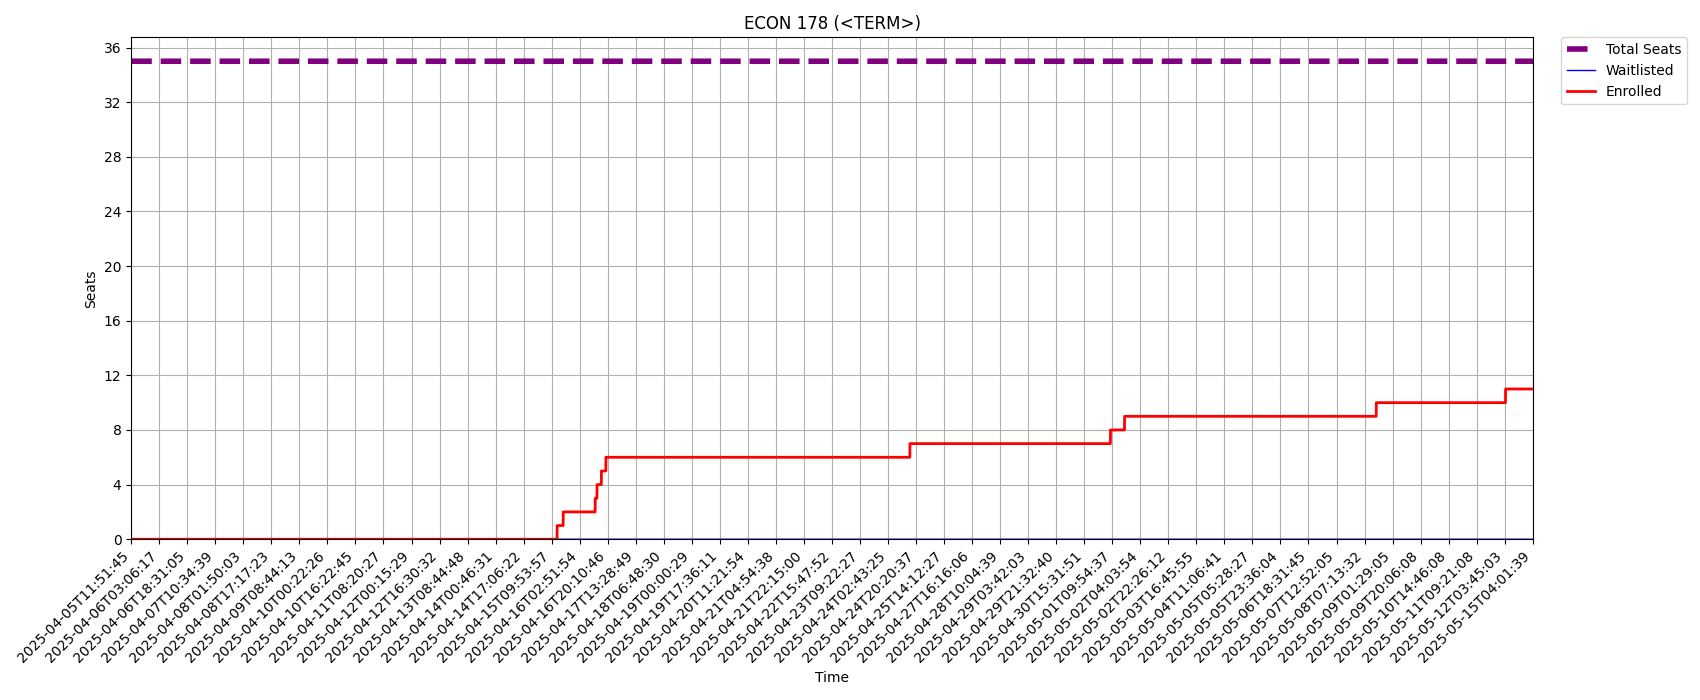 ECON 178 (<TERM>)
Total Seats
Waitlisted
Enrolled
Seats
36
32
28
24
20
16
12
8
4
0
2025-04-05T11:51:45
2025-04-06T03:06:17
2025-04-06T18:31:05
2025-04-07T10:34:39
2025-04-08T01:50:03
2025-04-08T17:17:23
2025-04-09T08:44:13
2025-04-10T00:22:26
2025-04-10T16:22:45
2025-04-11T08:20:27
2025-04-12T00:15:29
2025-04-12T16:30:32
2025-04-13T08:44:48
2025-04-14T00:46:31
2025-04-14T17:06:22
2025-04-15T09:53:57
2025-04-16T02:51:54
2025-04-16T20:10:46
2025-04-17T13:28:49
2025-04-18T06:48:30
2025-04-19T00:00:29
2025-04-19T17:36:11
2025-04-20T11:21:54
2025-04-21T04:54:38
2025-04-21T22:15:00
2025-04-22T15:47:52
2025-04-23T09:22:27
2025-04-24T02:43:25
2025-04-24T20:20:37
2025-04-25T14:12:27
2025-04-27T16:16:06
2025-04-28T10:04:39
2025-04-29T03:42:03
2025-04-29T21:32:40
2025-04-30T15:31:51
2025-05-01T09:54:37
2025-05-02T04:03:54
2025-05-02T22:26:12
2025-05-03T16:45:55
2025-05-04T11:06:41
2025-05-05T05:28:27
2025-05-05T23:36:04
2025-05-06T18:31:45
2025-05-07T12:52:05
2025-05-08T07:13:32
2025-05-09T01:29:05
2025-05-09T20:06:08
2025-05-10T14:46:08
2025-05-11T09:21:08
2025-05-12T03:45:03
2025-05-15T04:01:39
Time